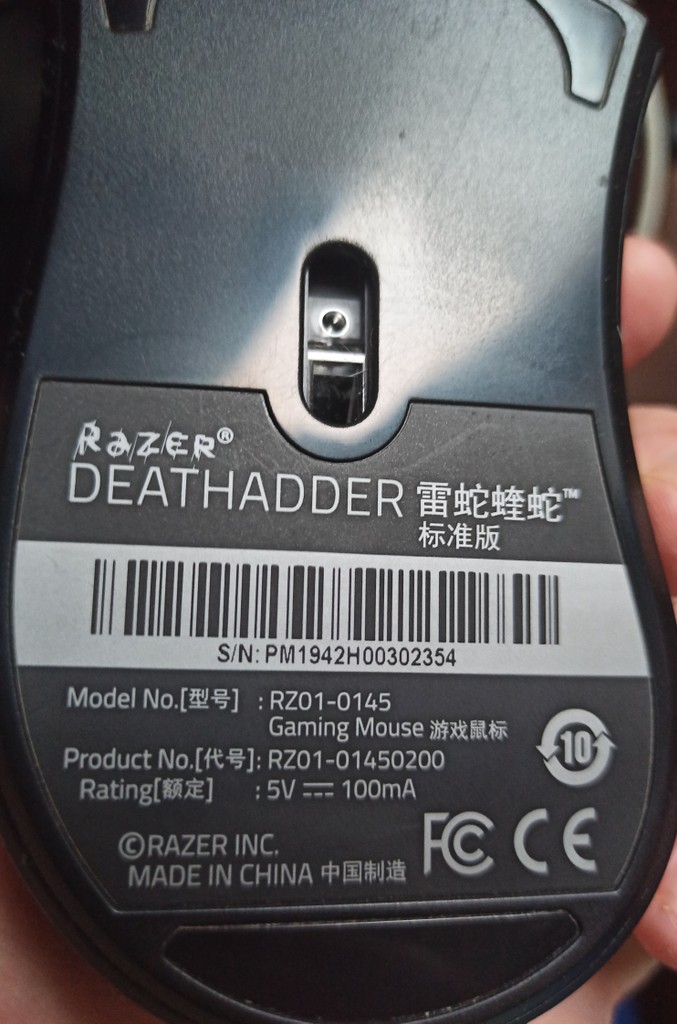 RAZER®
DEATHADDER 雷蛇蝰蛇™
标准版
S/N: PM1942H00302354
Model No.[型号] : RZ01-0145
Gaming Mouse 游戏鼠标
Product No.[代号]: RZ01-01450200
Rating[额定] : 5V ⎓ 100mA
10
©RAZER INC.
MADE IN CHINA 中国制造
FC CE